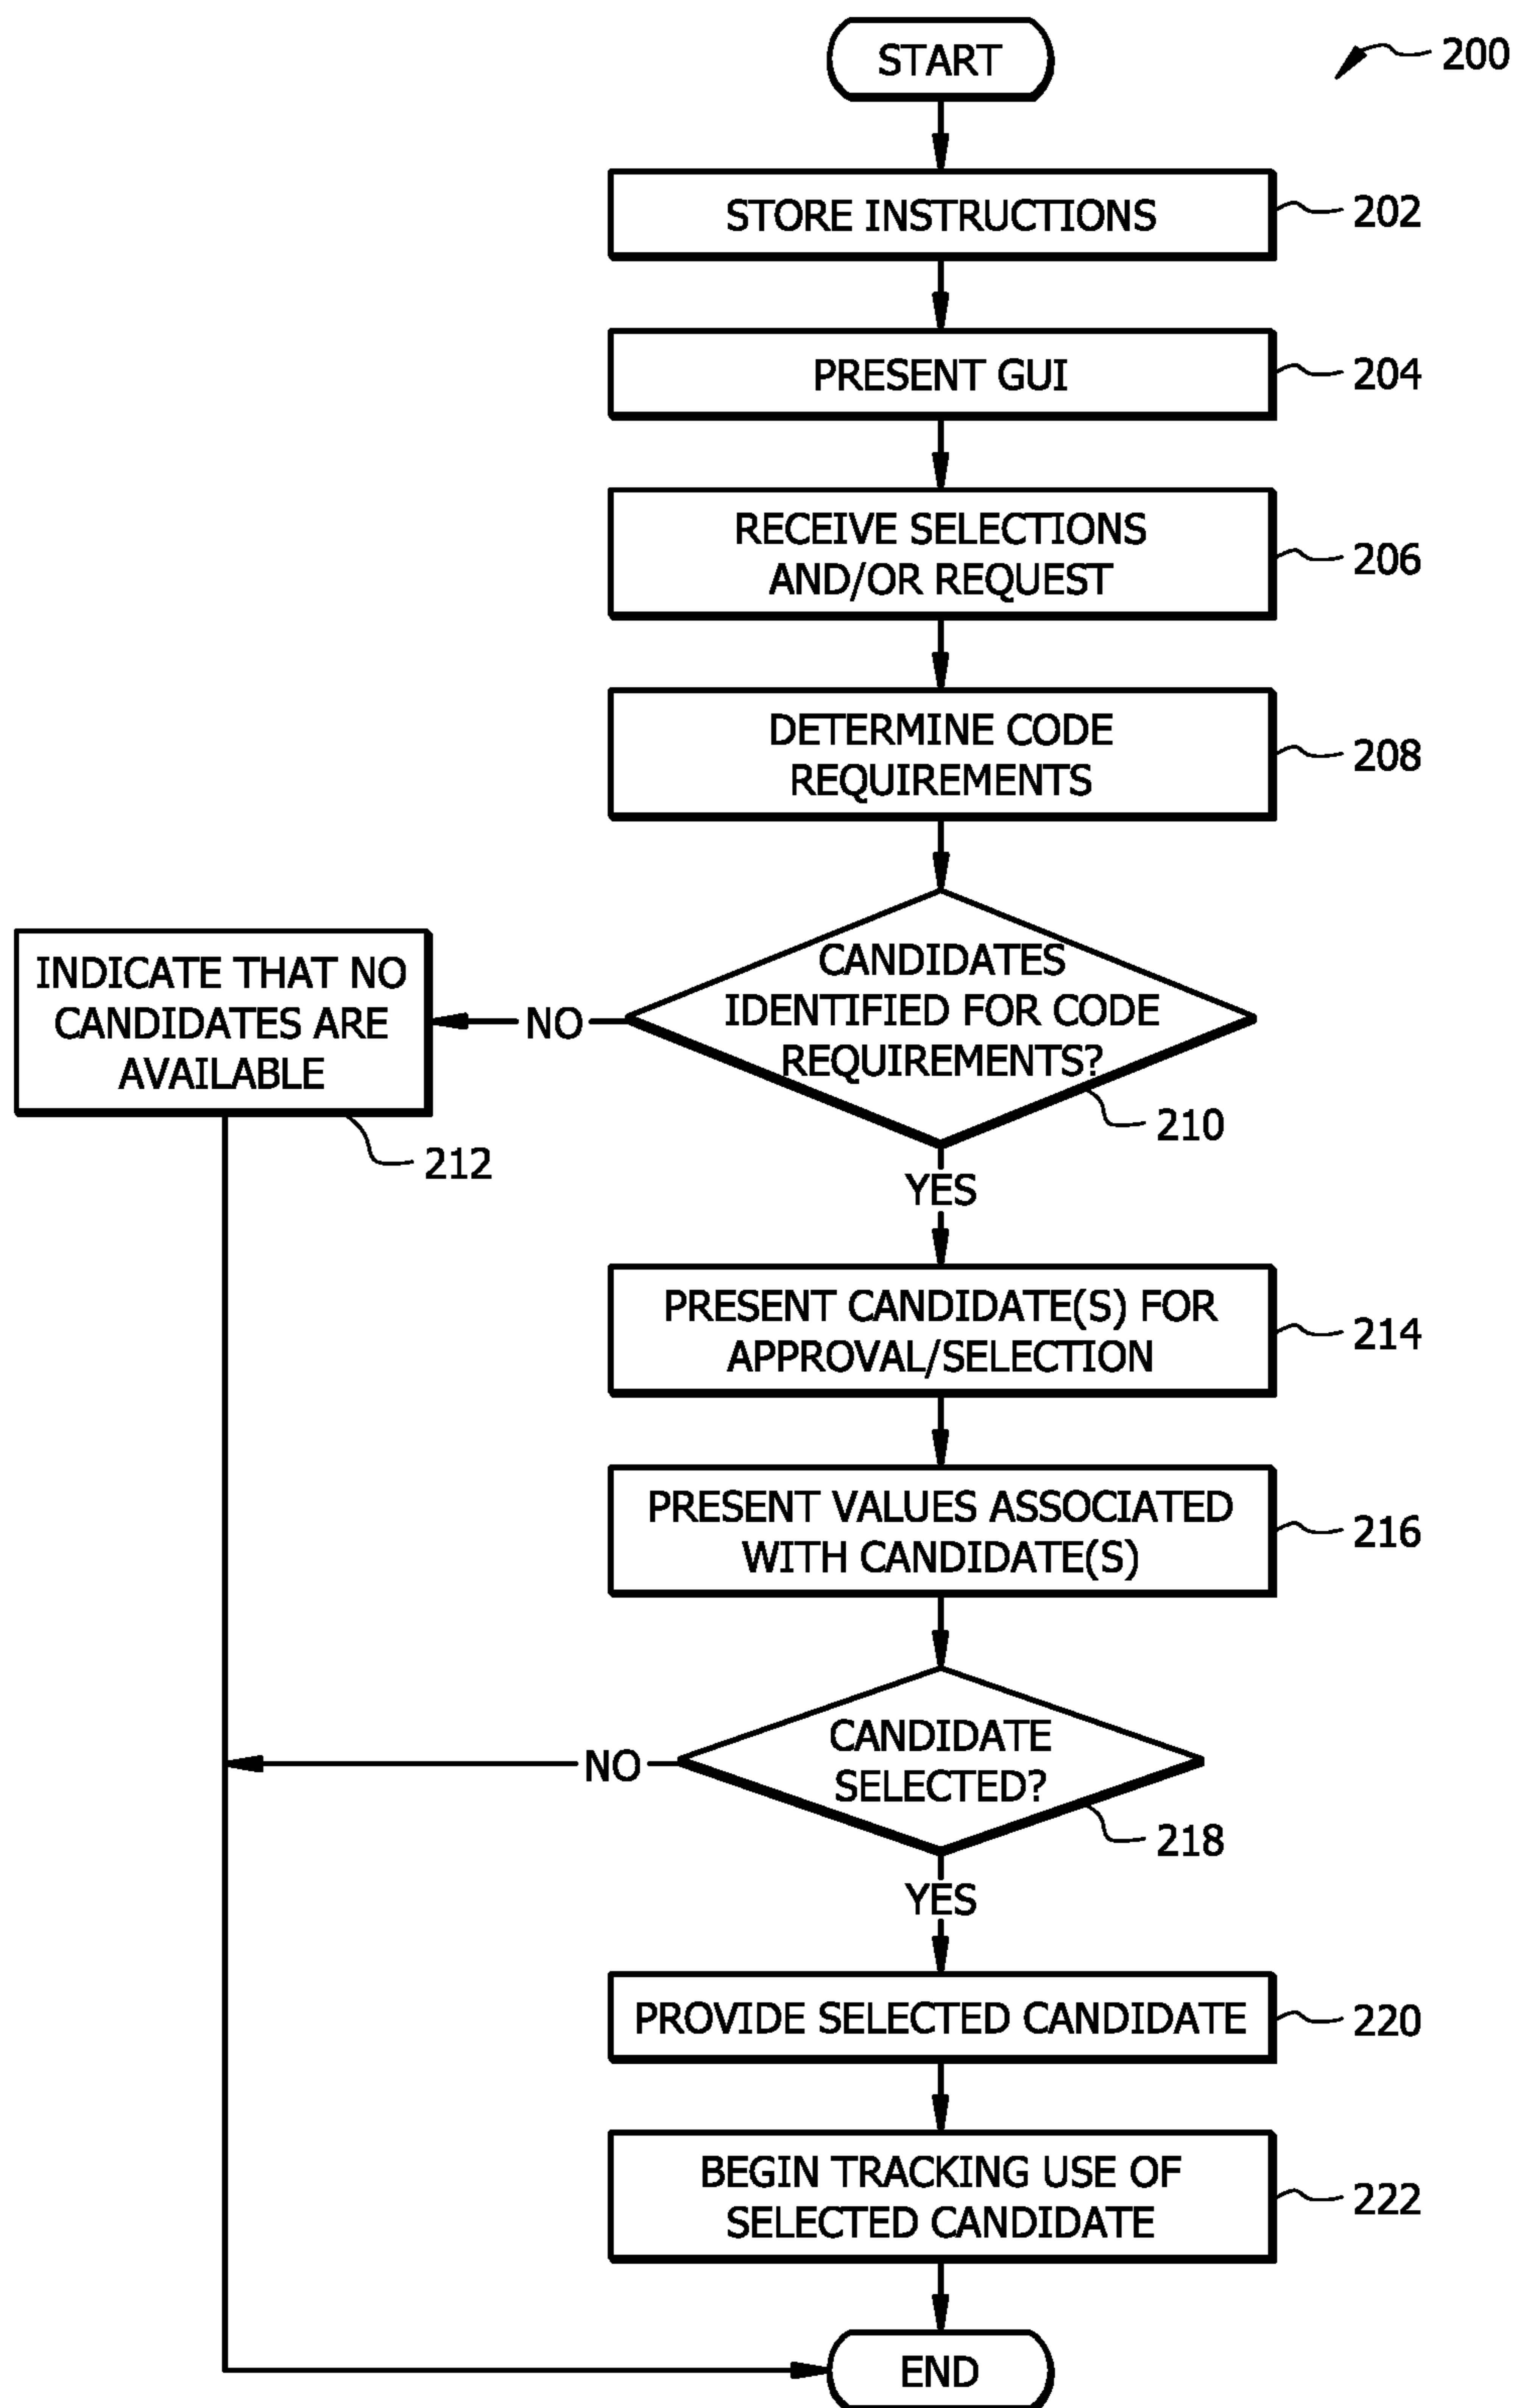 START
200
STORE INSTRUCTIONS
202
PRESENT GUI
204
RECEIVE SELECTIONS
AND/OR REQUEST
206
DETERMINE CODE
REQUIREMENTS
208
CANDIDATES
IDENTIFIED FOR CODE
REQUIREMENTS?
210
NO
INDICATE THAT NO
CANDIDATES ARE
AVAILABLE
212
YES
PRESENT CANDIDATE(S) FOR
APPROVAL/SELECTION
214
PRESENT VALUES ASSOCIATED
WITH CANDIDATE(S)
216
CANDIDATE
SELECTED?
218
NO
YES
PROVIDE SELECTED CANDIDATE
220
BEGIN TRACKING USE OF
SELECTED CANDIDATE
222
END